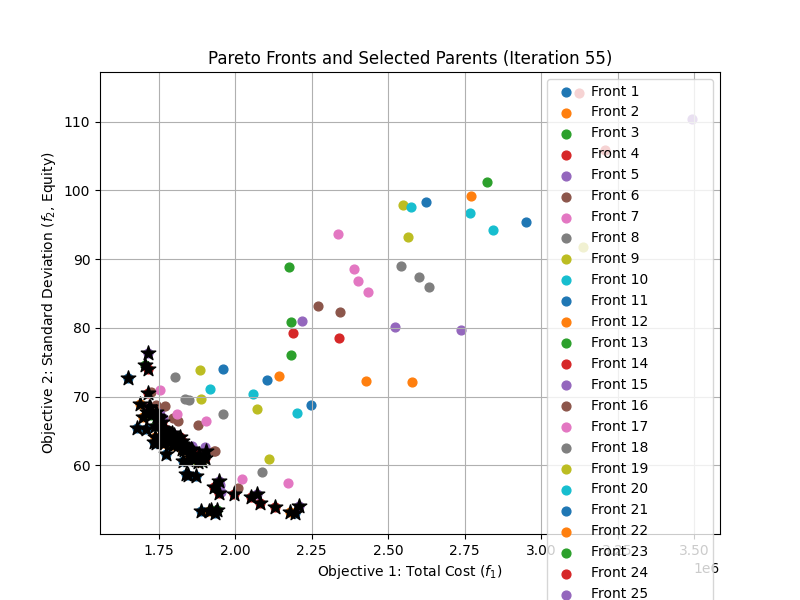 Pareto Fronts and Selected Parents (Iteration 55)
Objective 2: Standard Deviation (f2, Equity)
110
100
90
80
70
60
1.75
2.00
2.25
2.50
2.75
3.00
3.25
3.50
1e6
Objective 1: Total Cost (f1)
Front 1
Front 2
Front 3
Front 4
Front 5
Front 6
Front 7
Front 8
Front 9
Front 10
Front 11
Front 12
Front 13
Front 14
Front 15
Front 16
Front 17
Front 18
Front 19
Front 20
Front 21
Front 22
Front 23
Front 24
Front 25